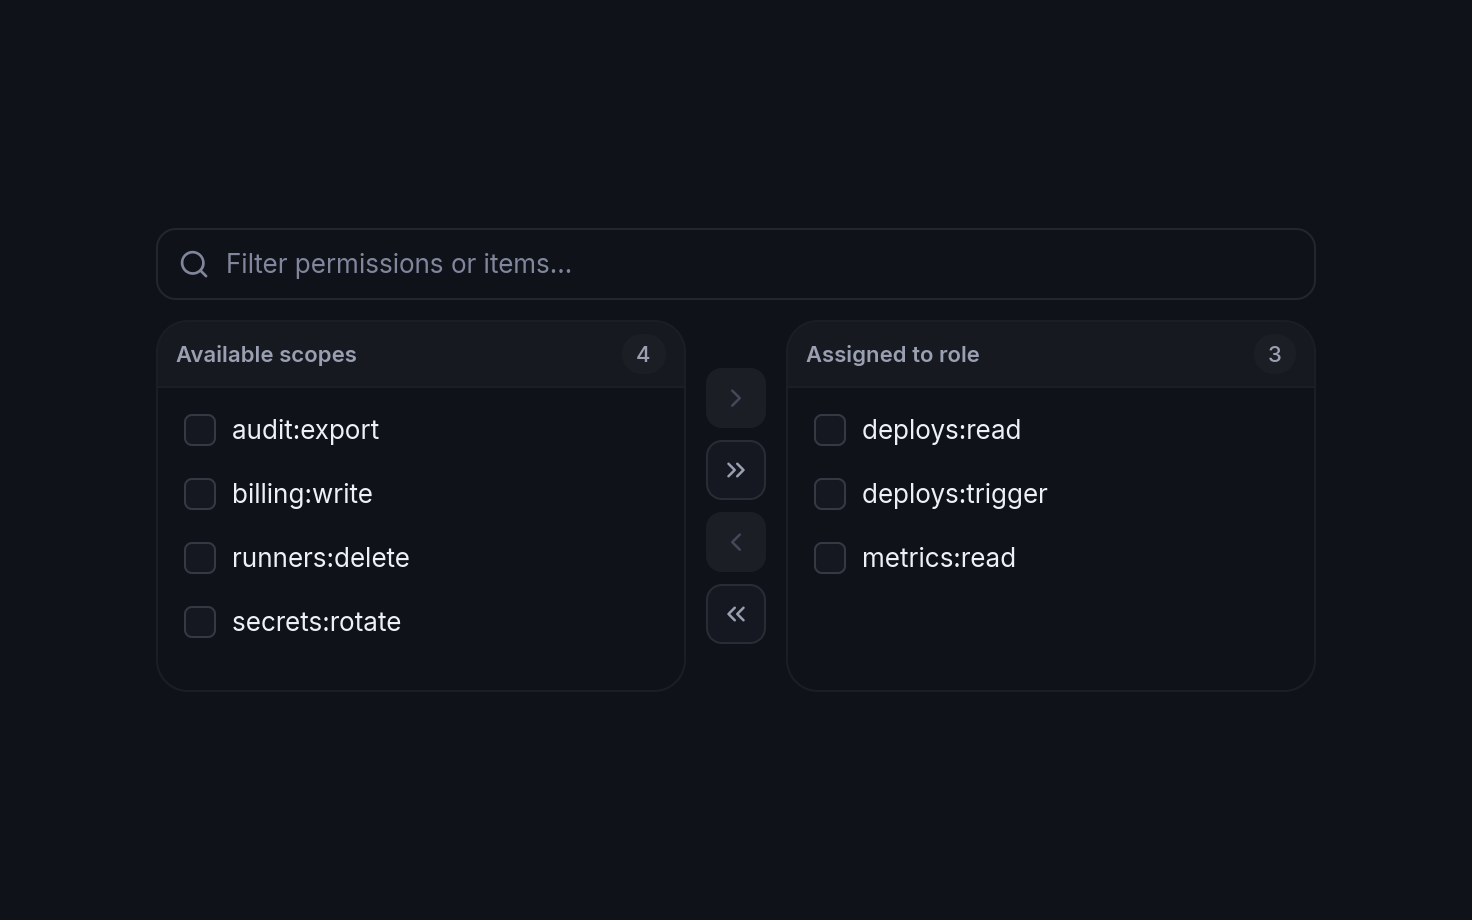 Filter permissions or items...
Available scopes 4
audit:export
billing:write
runners:delete
secrets:rotate
Assigned to role 3
deploys:read
deploys:trigger
metrics:read